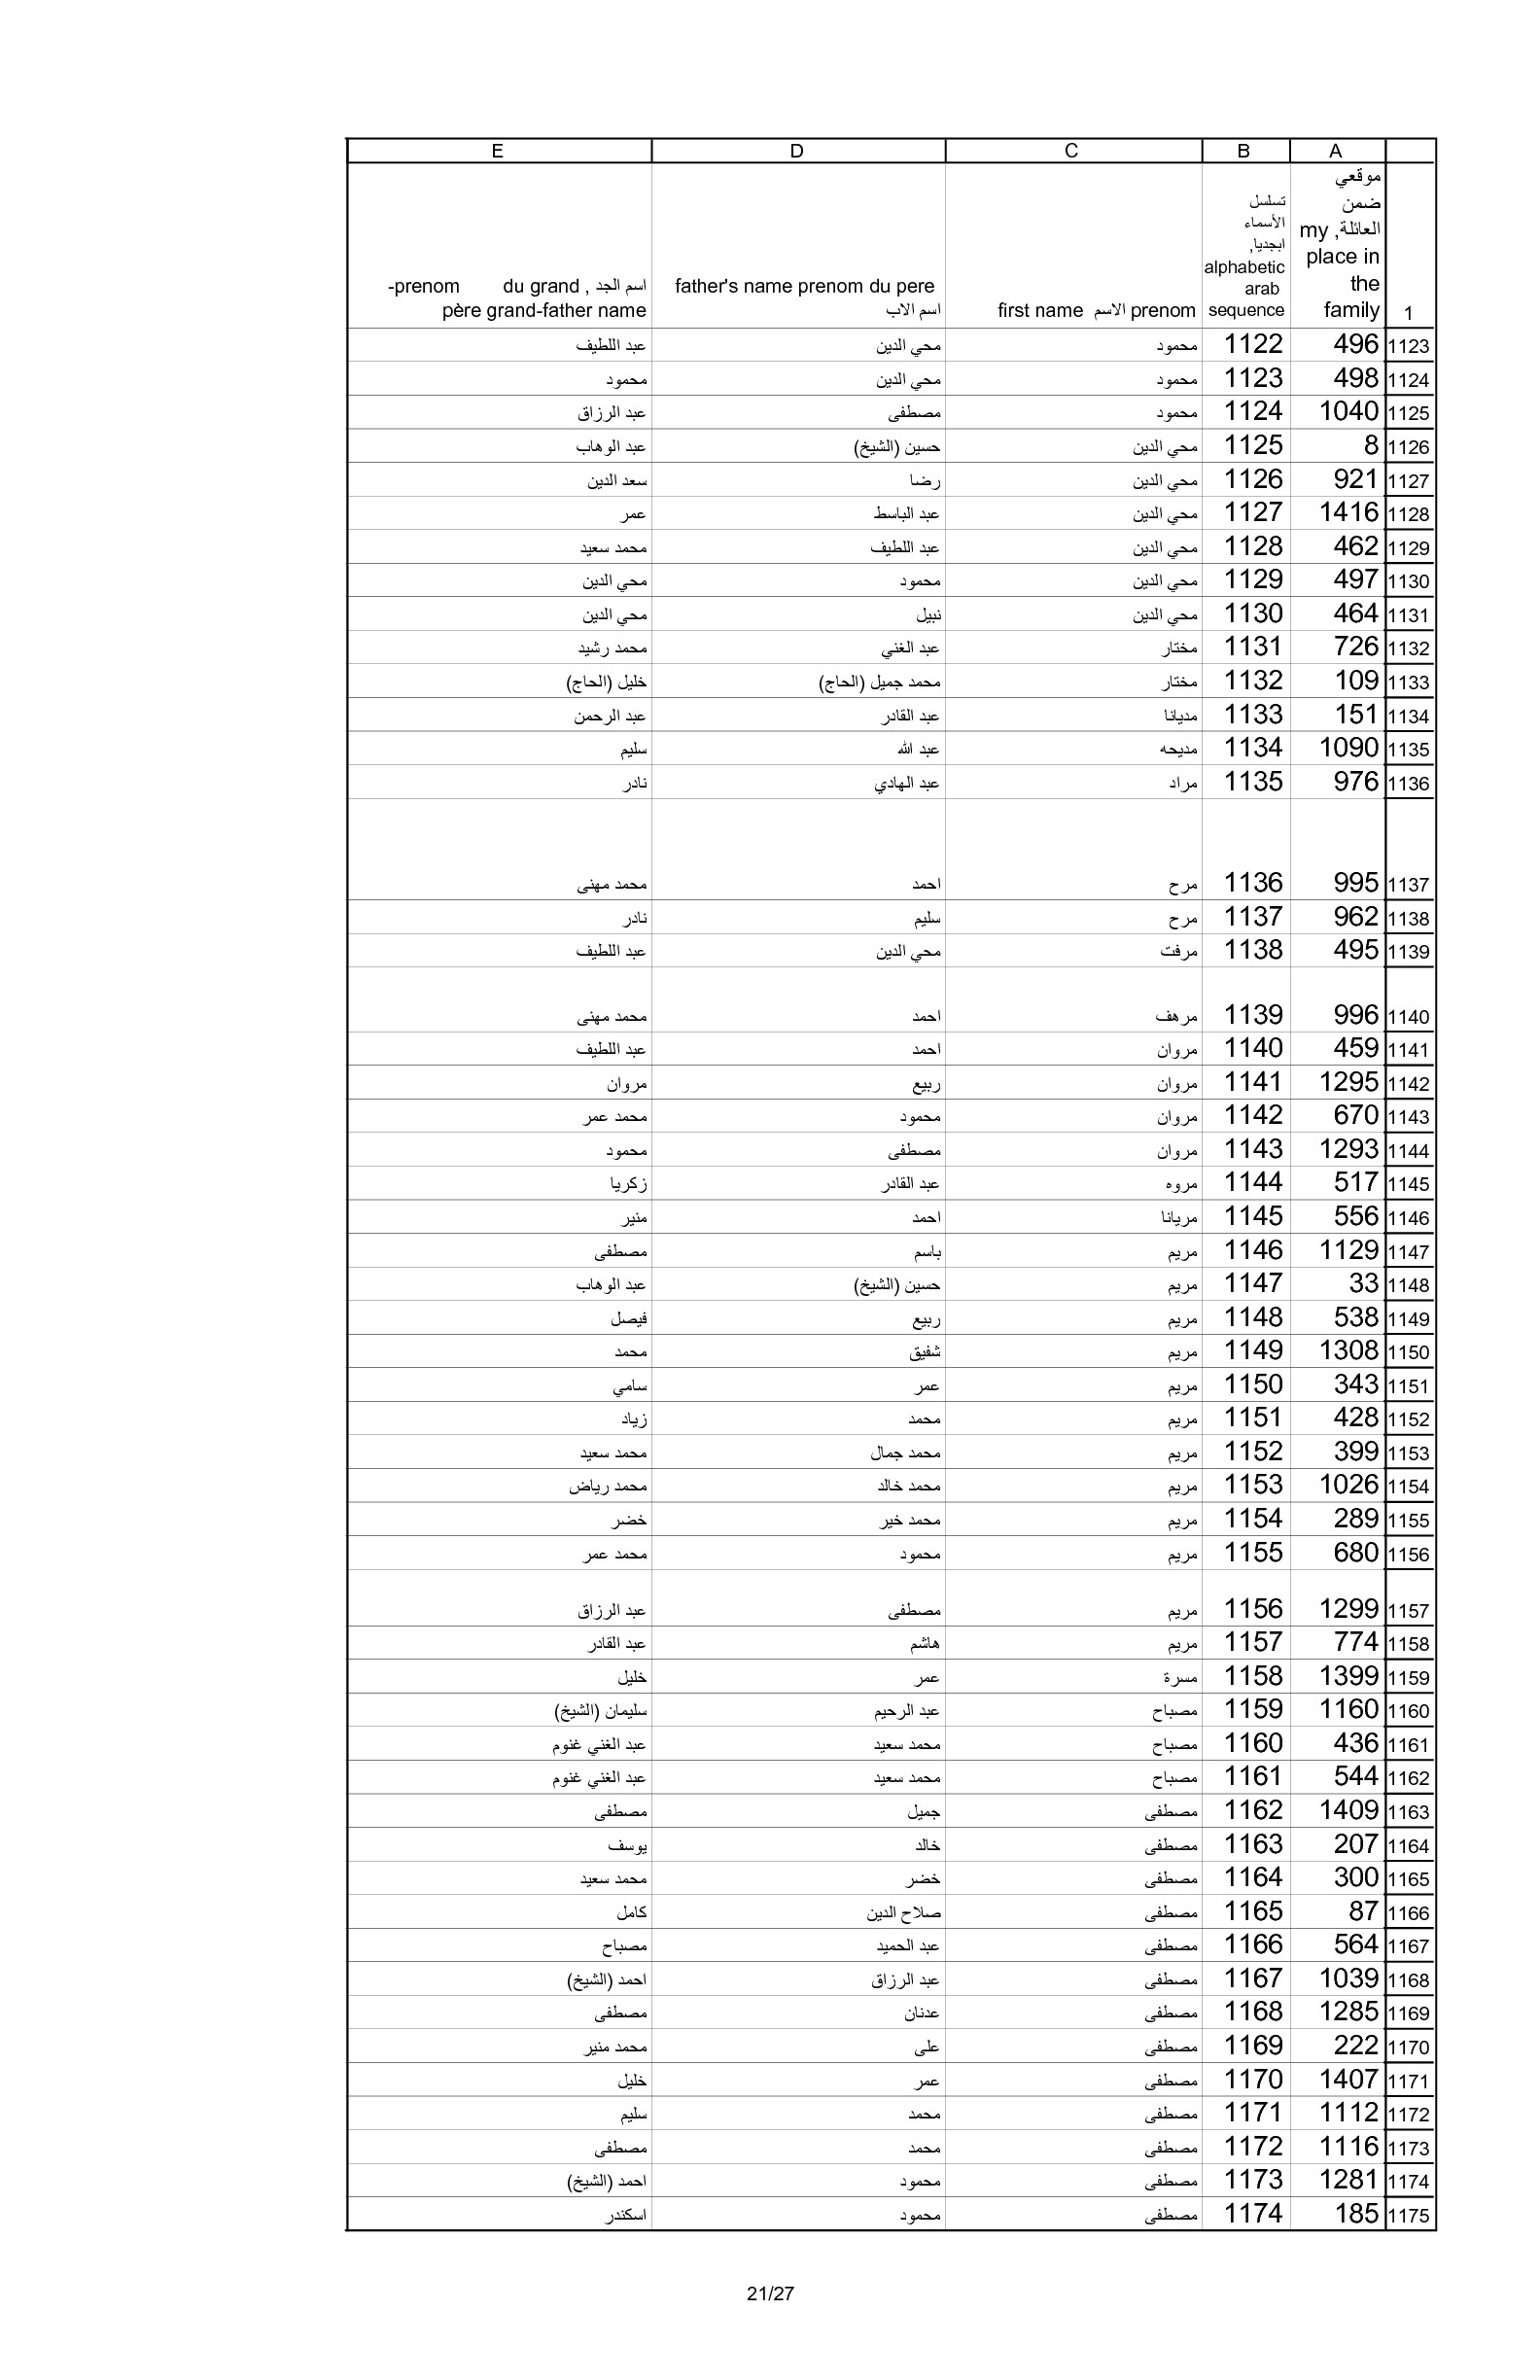 A B C D E
1 موقعي ضمن العائلة, my place in the family تسلسل الأسماء ابجديا, alphabetic arab sequence first name الاسم prenom father's name prenom du pere اسم الاب اسم الجد , du grand -prenom père grand-father name
1123 496 1122 محمود محي الدين عبد اللطيف
1124 498 1123 محمود محي الدين محمود
1125 1040 1124 محمود مصطفى عبد الرزاق
1126 8 1125 محي الدين حسين (الشيخ) عبد الوهاب
1127 921 1126 محي الدين رضا سعد الدين
1128 1416 1127 محي الدين عبد الباسط عمر
1129 462 1128 محي الدين عبد اللطيف محمد سعيد
1130 497 1129 محي الدين محمود محي الدين
1131 464 1130 محي الدين نبيل محي الدين
1132 726 1131 مختار عبد الغني محمد رشيد
1133 109 1132 مختار محمد جميل (الحاج) خليل (الحاج)
1134 151 1133 مديانا عبد القادر عبد الرحمن
1135 1090 1134 مديحه عبد الله سليم
1136 976 1135 مراد عبد الهادي نادر
1137 995 1136 مرح احمد محمد مهنى
1138 962 1137 مرح سليم نادر
1139 495 1138 مرفت محي الدين عبد اللطيف
1140 996 1139 مرهف احمد محمد مهنى
1141 459 1140 مروان احمد عبد اللطيف
1142 1295 1141 مروان ربيع مروان
1143 670 1142 مروان محمود محمد عمر
1144 1293 1143 مروان مصطفى محمود
1145 517 1144 مروه عبد القادر زكريا
1146 556 1145 مريانا احمد منير
1147 1129 1146 مريم باسم مصطفى
1148 33 1147 مريم حسين (الشيخ) عبد الوهاب
1149 538 1148 مريم ربيع فيصل
1150 1308 1149 مريم شفيق محمد
1151 343 1150 مريم عمر سامي
1152 428 1151 مريم محمد زياد
1153 399 1152 مريم محمد جمال محمد سعيد
1154 1026 1153 مريم محمد خالد محمد رياض
1155 289 1154 مريم محمد خير خضر
1156 680 1155 مريم محمود محمد عمر
1157 1299 1156 مريم مصطفى عبد الرزاق
1158 774 1157 مريم هاشم عبد القادر
1159 1399 1158 مسرة عمر خليل
1160 1160 1159 مصباح عبد الرحيم سليمان (الشيخ)
1161 436 1160 مصباح محمد سعيد عبد الغني غنوم
1162 544 1161 مصباح محمد سعيد عبد الغني غنوم
1163 1409 1162 مصطفى جميل مصطفى
1164 207 1163 مصطفى خالد يوسف
1165 300 1164 مصطفى خضر محمد سعيد
1166 87 1165 مصطفى صلاح الدين كامل
1167 564 1166 مصطفى عبد الحميد مصباح
1168 1039 1167 مصطفى عبد الرزاق احمد (الشيخ)
1169 1285 1168 مصطفى عدنان مصطفى
1170 222 1169 مصطفى على محمد منير
1171 1407 1170 مصطفى عمر خليل
1172 1112 1171 مصطفى محمد سليم
1173 1116 1172 مصطفى محمد مصطفى
1174 1281 1173 مصطفى محمود احمد (الشيخ)
1175 185 1174 مصطفى محمود اسكندر
21/27